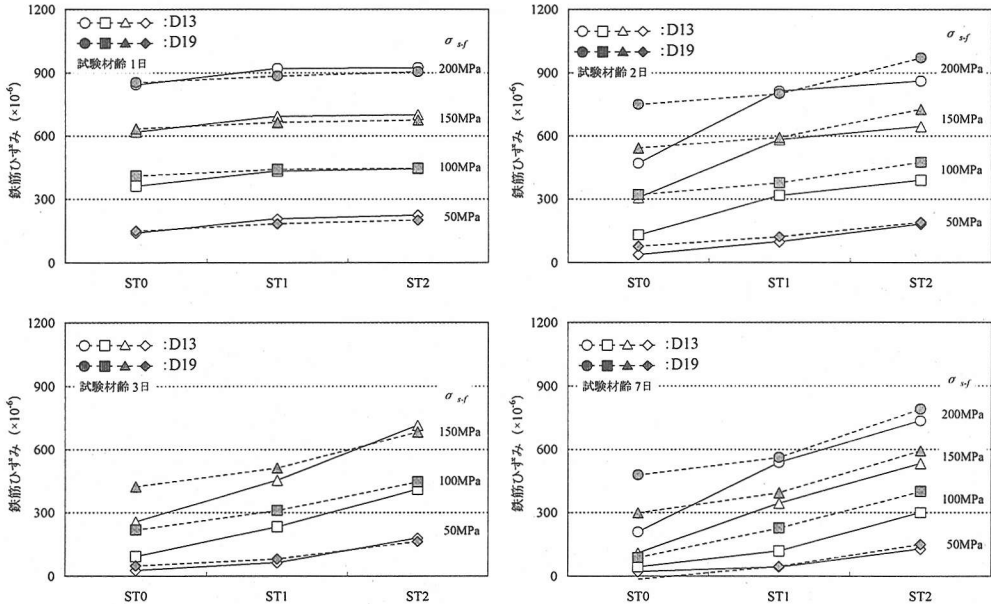 1200
900
600
300
0
鉄筋ひずみ (×10⁻⁶)
:D13
:D19
試験材齢 1日
σ s-f
200MPa
150MPa
100MPa
50MPa
ST0 ST1 ST2
1200
900
600
300
0
鉄筋ひずみ (×10⁻⁶)
:D13
:D19
試験材齢 2日
σ s-f
200MPa
150MPa
100MPa
50MPa
ST0 ST1 ST2
1200
900
600
300
0
鉄筋ひずみ (×10⁻⁶)
:D13
:D19
試験材齢 3日
σ s-f
150MPa
100MPa
50MPa
ST0 ST1 ST2
1200
900
600
300
0
鉄筋ひずみ (×10⁻⁶)
:D13
:D19
試験材齢 7日
σ s-f
200MPa
150MPa
100MPa
50MPa
ST0 ST1 ST2